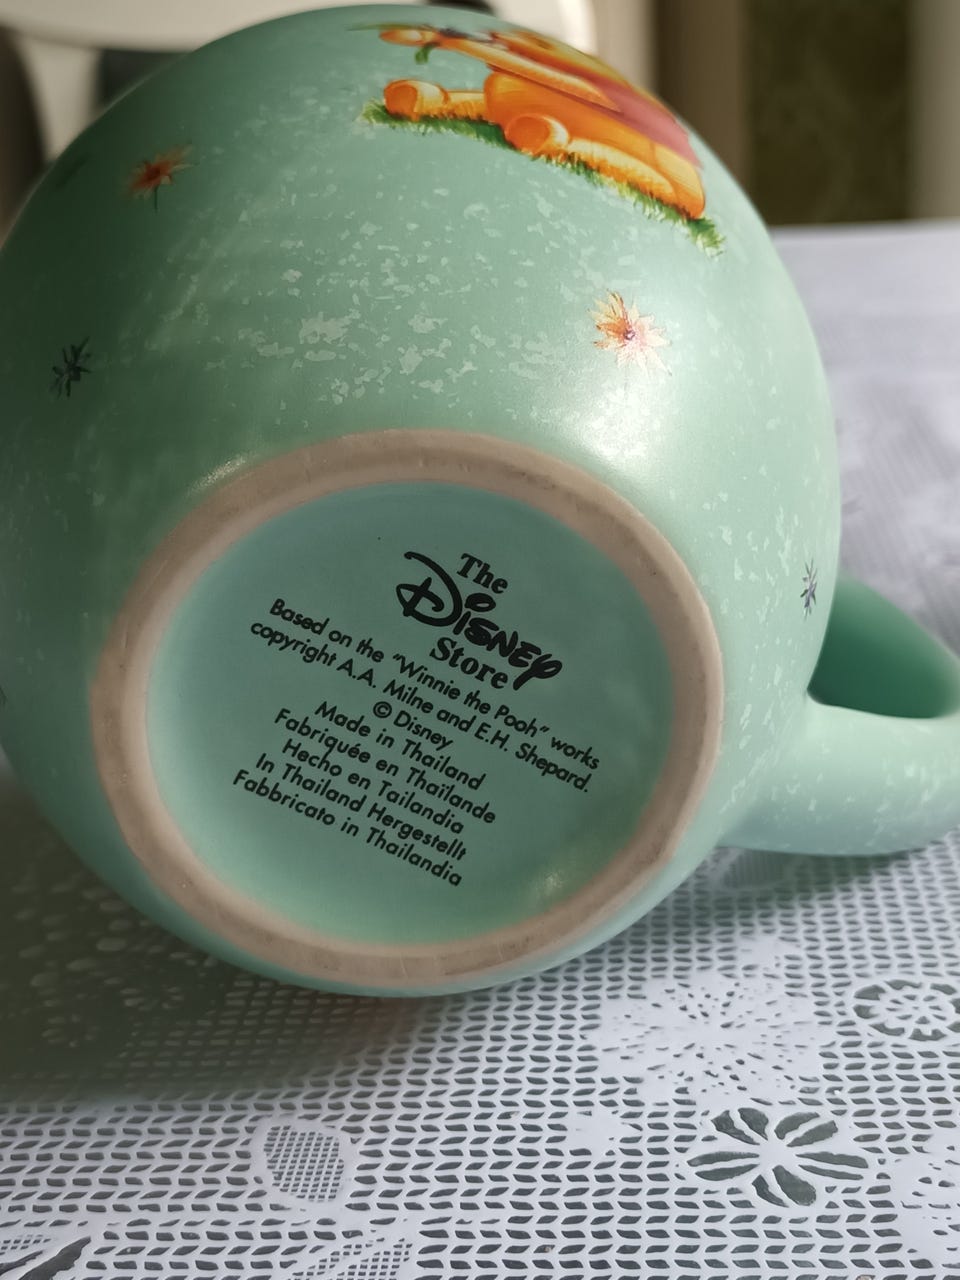 The
Disney
Store
Based on the "Winnie the Pooh" works
copyright A.A. Milne and E.H. Shepard.
© Disney
Made in Thailand
Fabriquée en Thaïlande
Hecho en Tailandia
In Thailand Hergestellt
Fabbricato in Thailandia